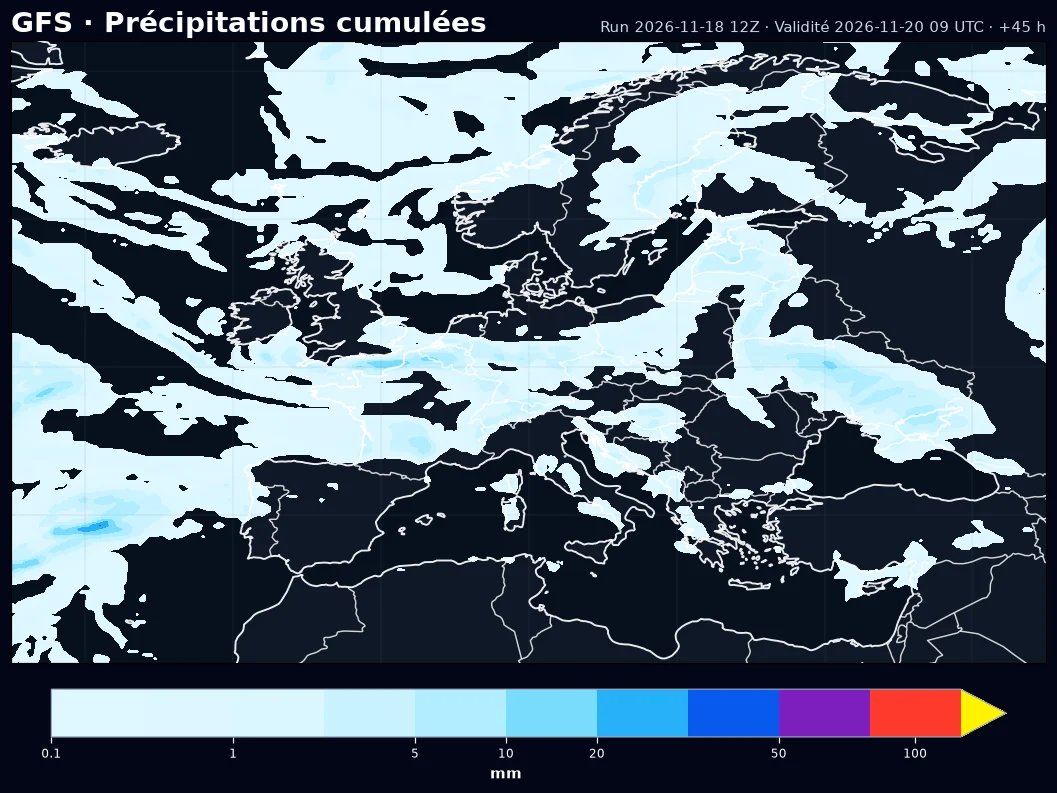 GFS · Précipitations cumulées
Run 2026-11-18 12Z · Validité 2026-11-20 09 UTC · +45 h
0.1 1 5 10 20 50 100
mm